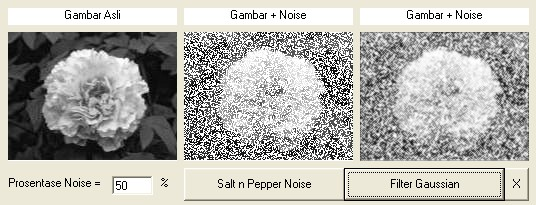 Gambar Asli
Gambar + Noise
Gambar + Noise
Prosentase Noise = 50 %
Salt n Pepper Noise
Filter Gaussian
X